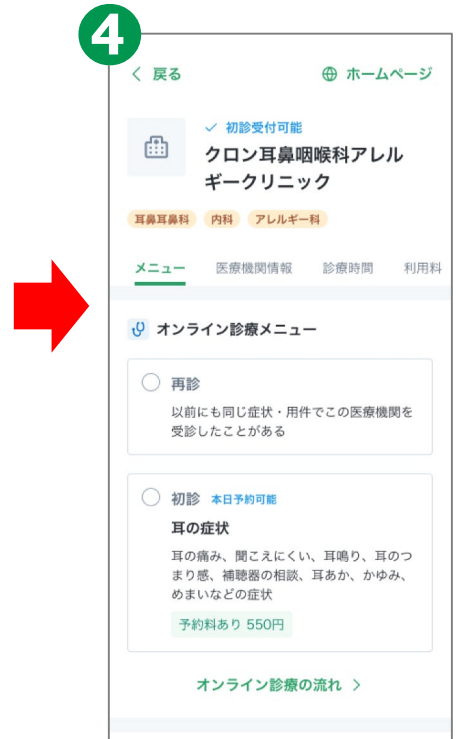 4
戻る
ホームページ
初診受付可能
クロン耳鼻咽喉科アレル
ギークリニック
耳鼻耳鼻科 内科 アレルギー科
メニュー 医療機関情報 診療時間 利用料
オンライン診療メニュー
再診
以前にも同じ症状・用件でこの医療機関を
受診したことがある
初診 本日予約可能
耳の症状
耳の痛み、聞こえにくい、耳鳴り、耳のつ
まり感、補聴器の相談、耳あか、かゆみ、
めまいなどの症状
予約料あり 550円
オンライン診療の流れ